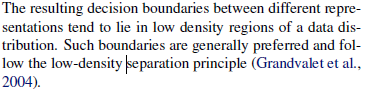 The resulting decision boundaries between different repre-
sentations tend to lie in low density regions of a data dis-
tribution. Such boundaries are generally preferred and fol-
low the low-density separation principle (Grandvalet et al.,
2004).